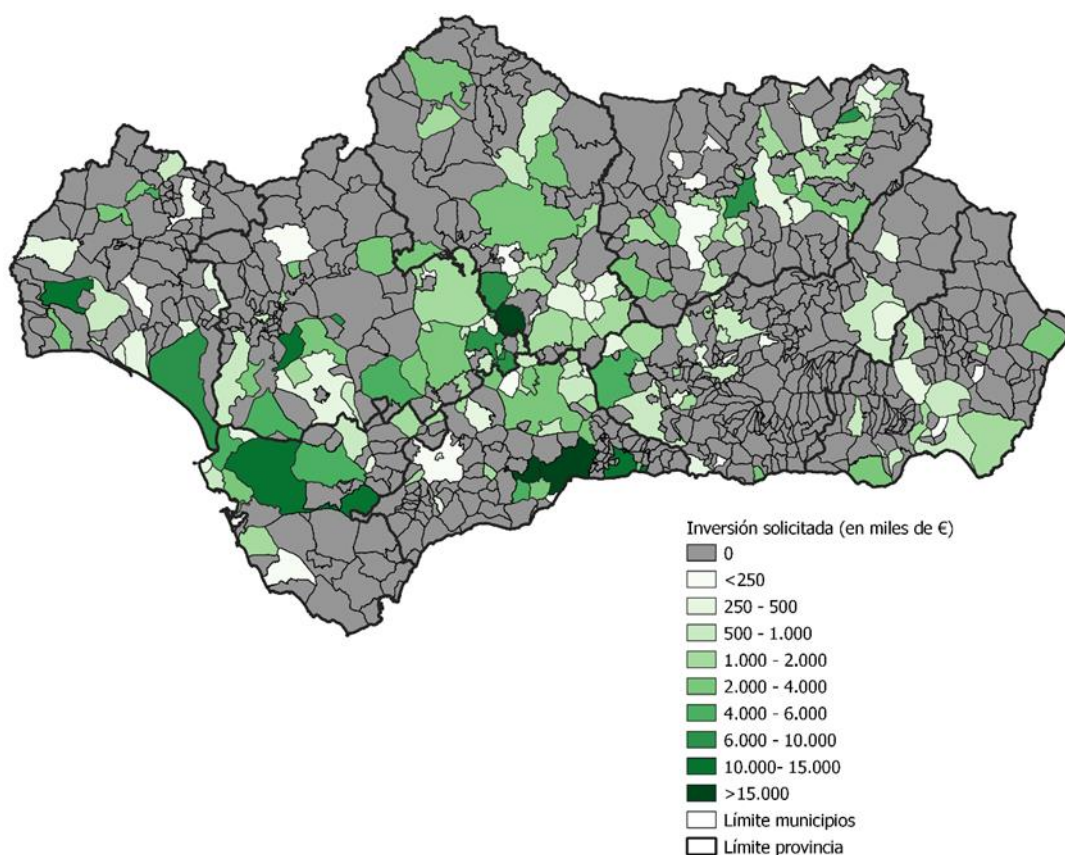 Inversión solicitada (en miles de €)
0
<250
250 - 500
500 - 1.000
1.000 - 2.000
2.000 - 4.000
4.000 - 6.000
6.000 - 10.000
10.000- 15.000
>15.000
Límite municipios
Límite provincia